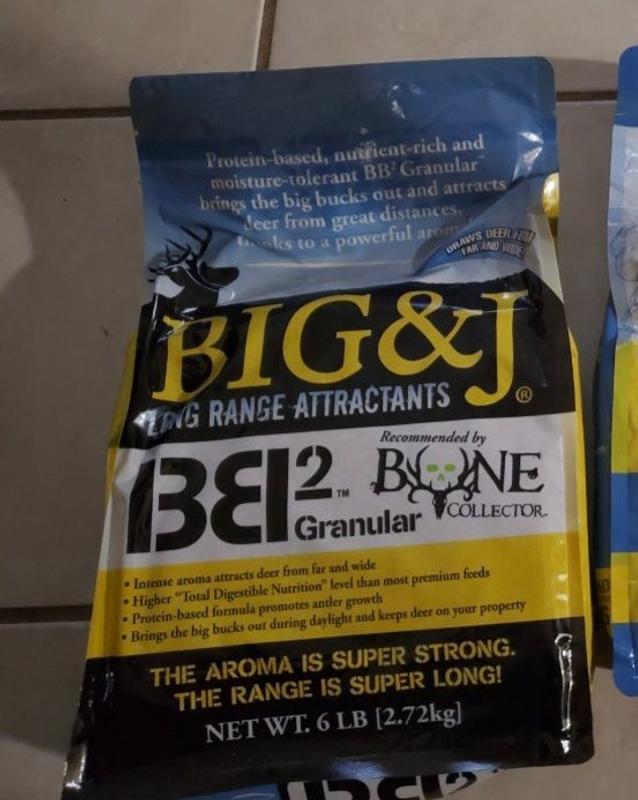 Protein-based, nutrient-rich and
moisture-tolerant BB² Granular™
brings the big bucks out and attracts
deer from great distances,
to a powerful
DRAWS DEER FROM
FAR AND WIDE
BIG&J®
LONG RANGE ATTRACTANTS
BB2™
Granular
Recommended by
BONE
COLLECTOR.
• Intense aroma attracts deer from far and wide
• Higher "Total Digestible Nutrition" level than most premium feeds
• Protein-based formula promotes antler growth
• Brings the big bucks out during daylight and keeps deer on your property
THE AROMA IS SUPER STRONG.
THE RANGE IS SUPER LONG!
NET WT. 6 LB [2.72kg]
BB2